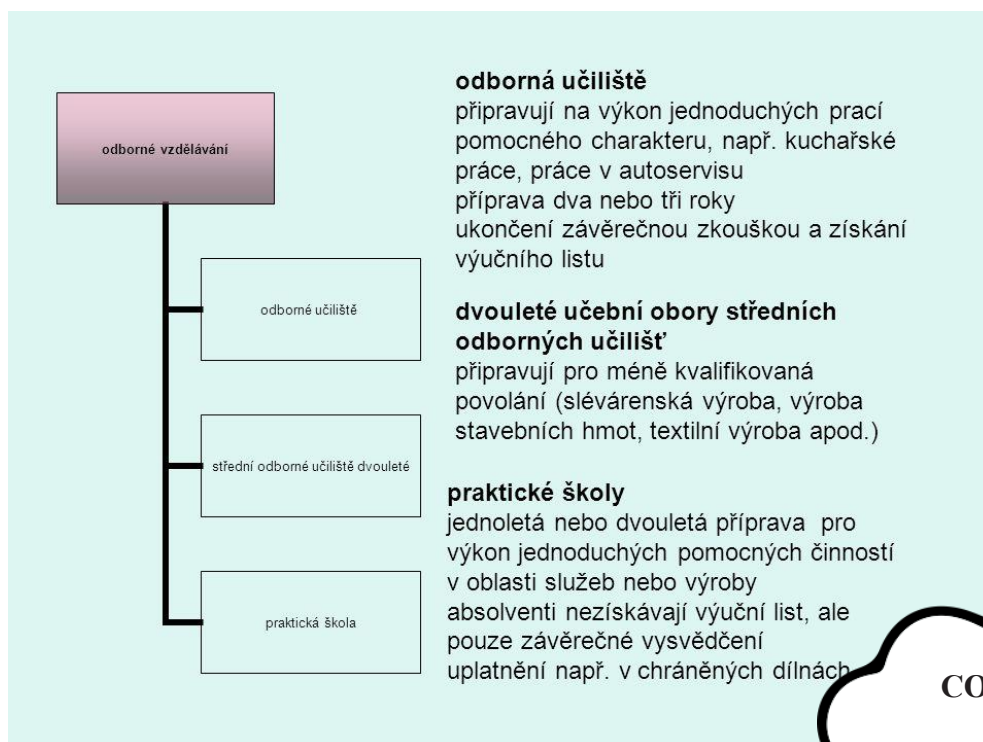 odborné vzdělávání
odborné učiliště
střední odborné učiliště dvouleté
praktická škola
odborná učiliště
připravují na výkon jednoduchých prací
pomocného charakteru, např. kuchařské
práce, práce v autoservisu
příprava dva nebo tři roky
ukončení závěrečnou zkouškou a získání
výučního listu
dvouleté učební obory středních
odborných učilišť
připravují pro méně kvalifikovaná
povolání (slévárenská výroba, výroba
stavebních hmot, textilní výroba apod.)
praktické školy
jednoletá nebo dvouletá příprava pro
výkon jednoduchých pomocných činností
v oblasti služeb nebo výroby
absolventi nezískávají výuční list, ale
pouze závěrečné vysvědčení
uplatnění např. v chráněných dílnách
CO